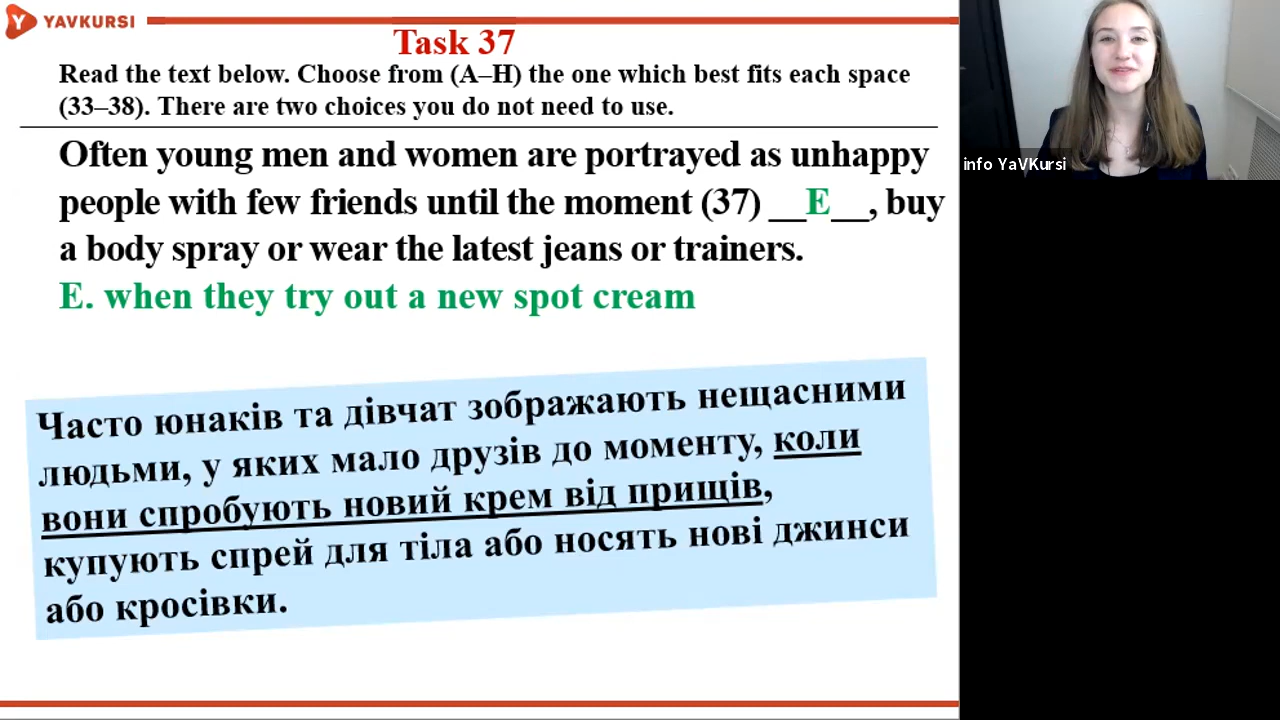 YAVKURSI
Task 37
Read the text below. Choose from (A–H) the one which best fits each space
(33–38). There are two choices you do not need to use.
Often young men and women are portrayed as unhappy
people with few friends until the moment (37) __E__, buy
a body spray or wear the latest jeans or trainers.
E. when they try out a new spot cream
Часто юнаків та дівчат зображають нещасними
людьми, у яких мало друзів до моменту, коли
вони спробують новий крем від прищів,
купують спрей для тіла або носять нові джинси
або кросівки.
info YaVKursi